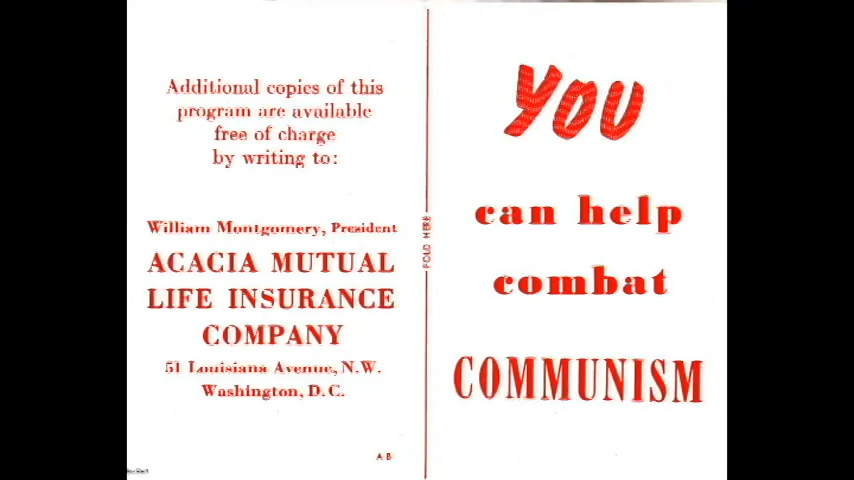 Additional copies of this
program are available
free of charge
by writing to:
William Montgomery, President
ACACIA MUTUAL
LIFE INSURANCE
COMPANY
51 Louisiana Avenue, N.W.
Washington, D.C.
A B
FOLD HERE
YOU
can help
combat
COMMUNISM